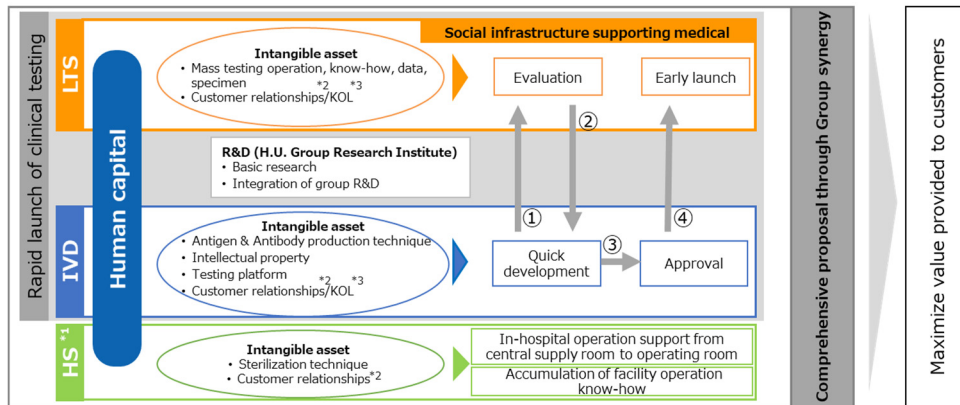 Rapid launch of clinical testing
Human capital
LTS
Intangible asset
• Mass testing operation, know-how, data,
specimen
• Customer relationships*2/KOL*3
Social infrastructure supporting medical
Evaluation
Early launch
②
R&D (H.U. Group Research Institute)
• Basic research
• Integration of group R&D
①
④
IVD
Intangible asset
• Antigen & Antibody production technique
• Intellectual property
• Testing platform
• Customer relationships*2/KOL*3
Quick
development
③
Approval
HS *1
Intangible asset
• Sterilization technique
• Customer relationships*2
In-hospital operation support from
central supply room to operating room
Accumulation of facility operation
know-how
Comprehensive proposal through Group synergy
Maximize value provided to customers